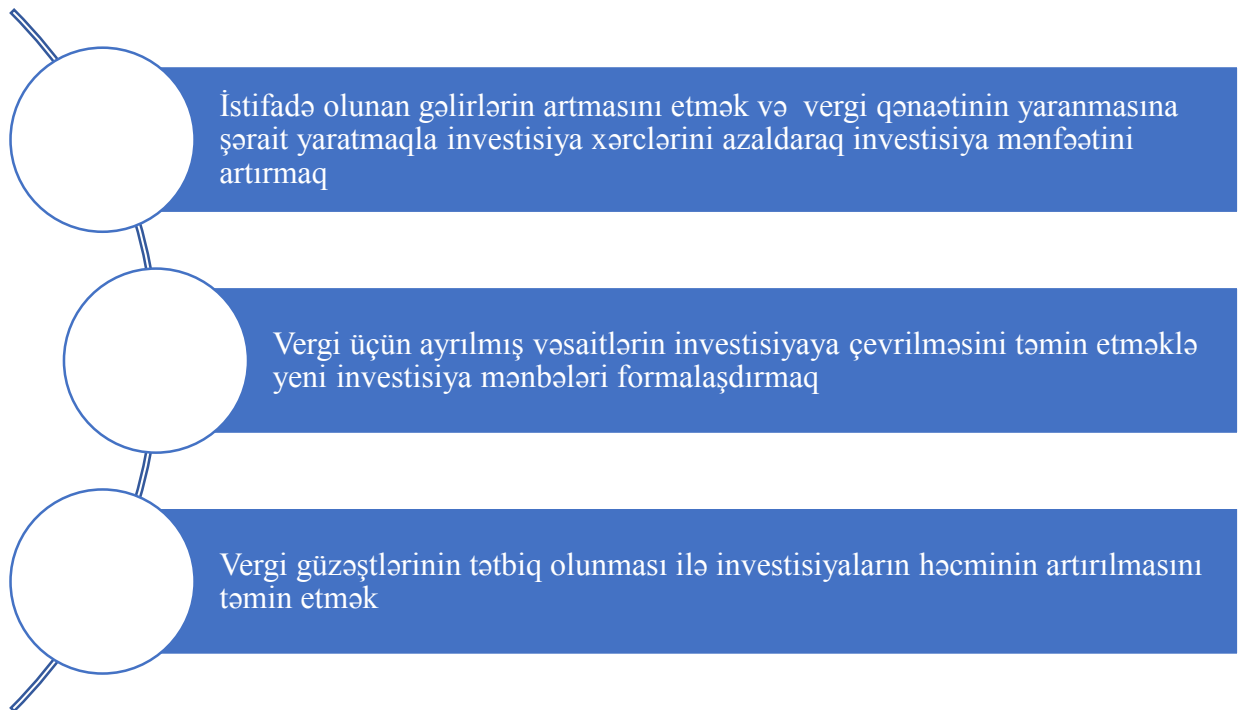 İstifadə olunan gəlirlərin artmasını etmək və  vergi qənaətinin yaranmasına
şərait yaratmaqla investisiya xərclərini azaldaraq investisiya mənfəətini
artırmaq
Vergi üçün ayrılmış vəsaitlərin investisiyaya çevrilməsini təmin etməklə
yeni investisiya mənbələri formalaşdırmaq
Vergi güzəştlərinin tətbiq olunması ilə investisiyaların həcminin artırılmasını
təmin etmək